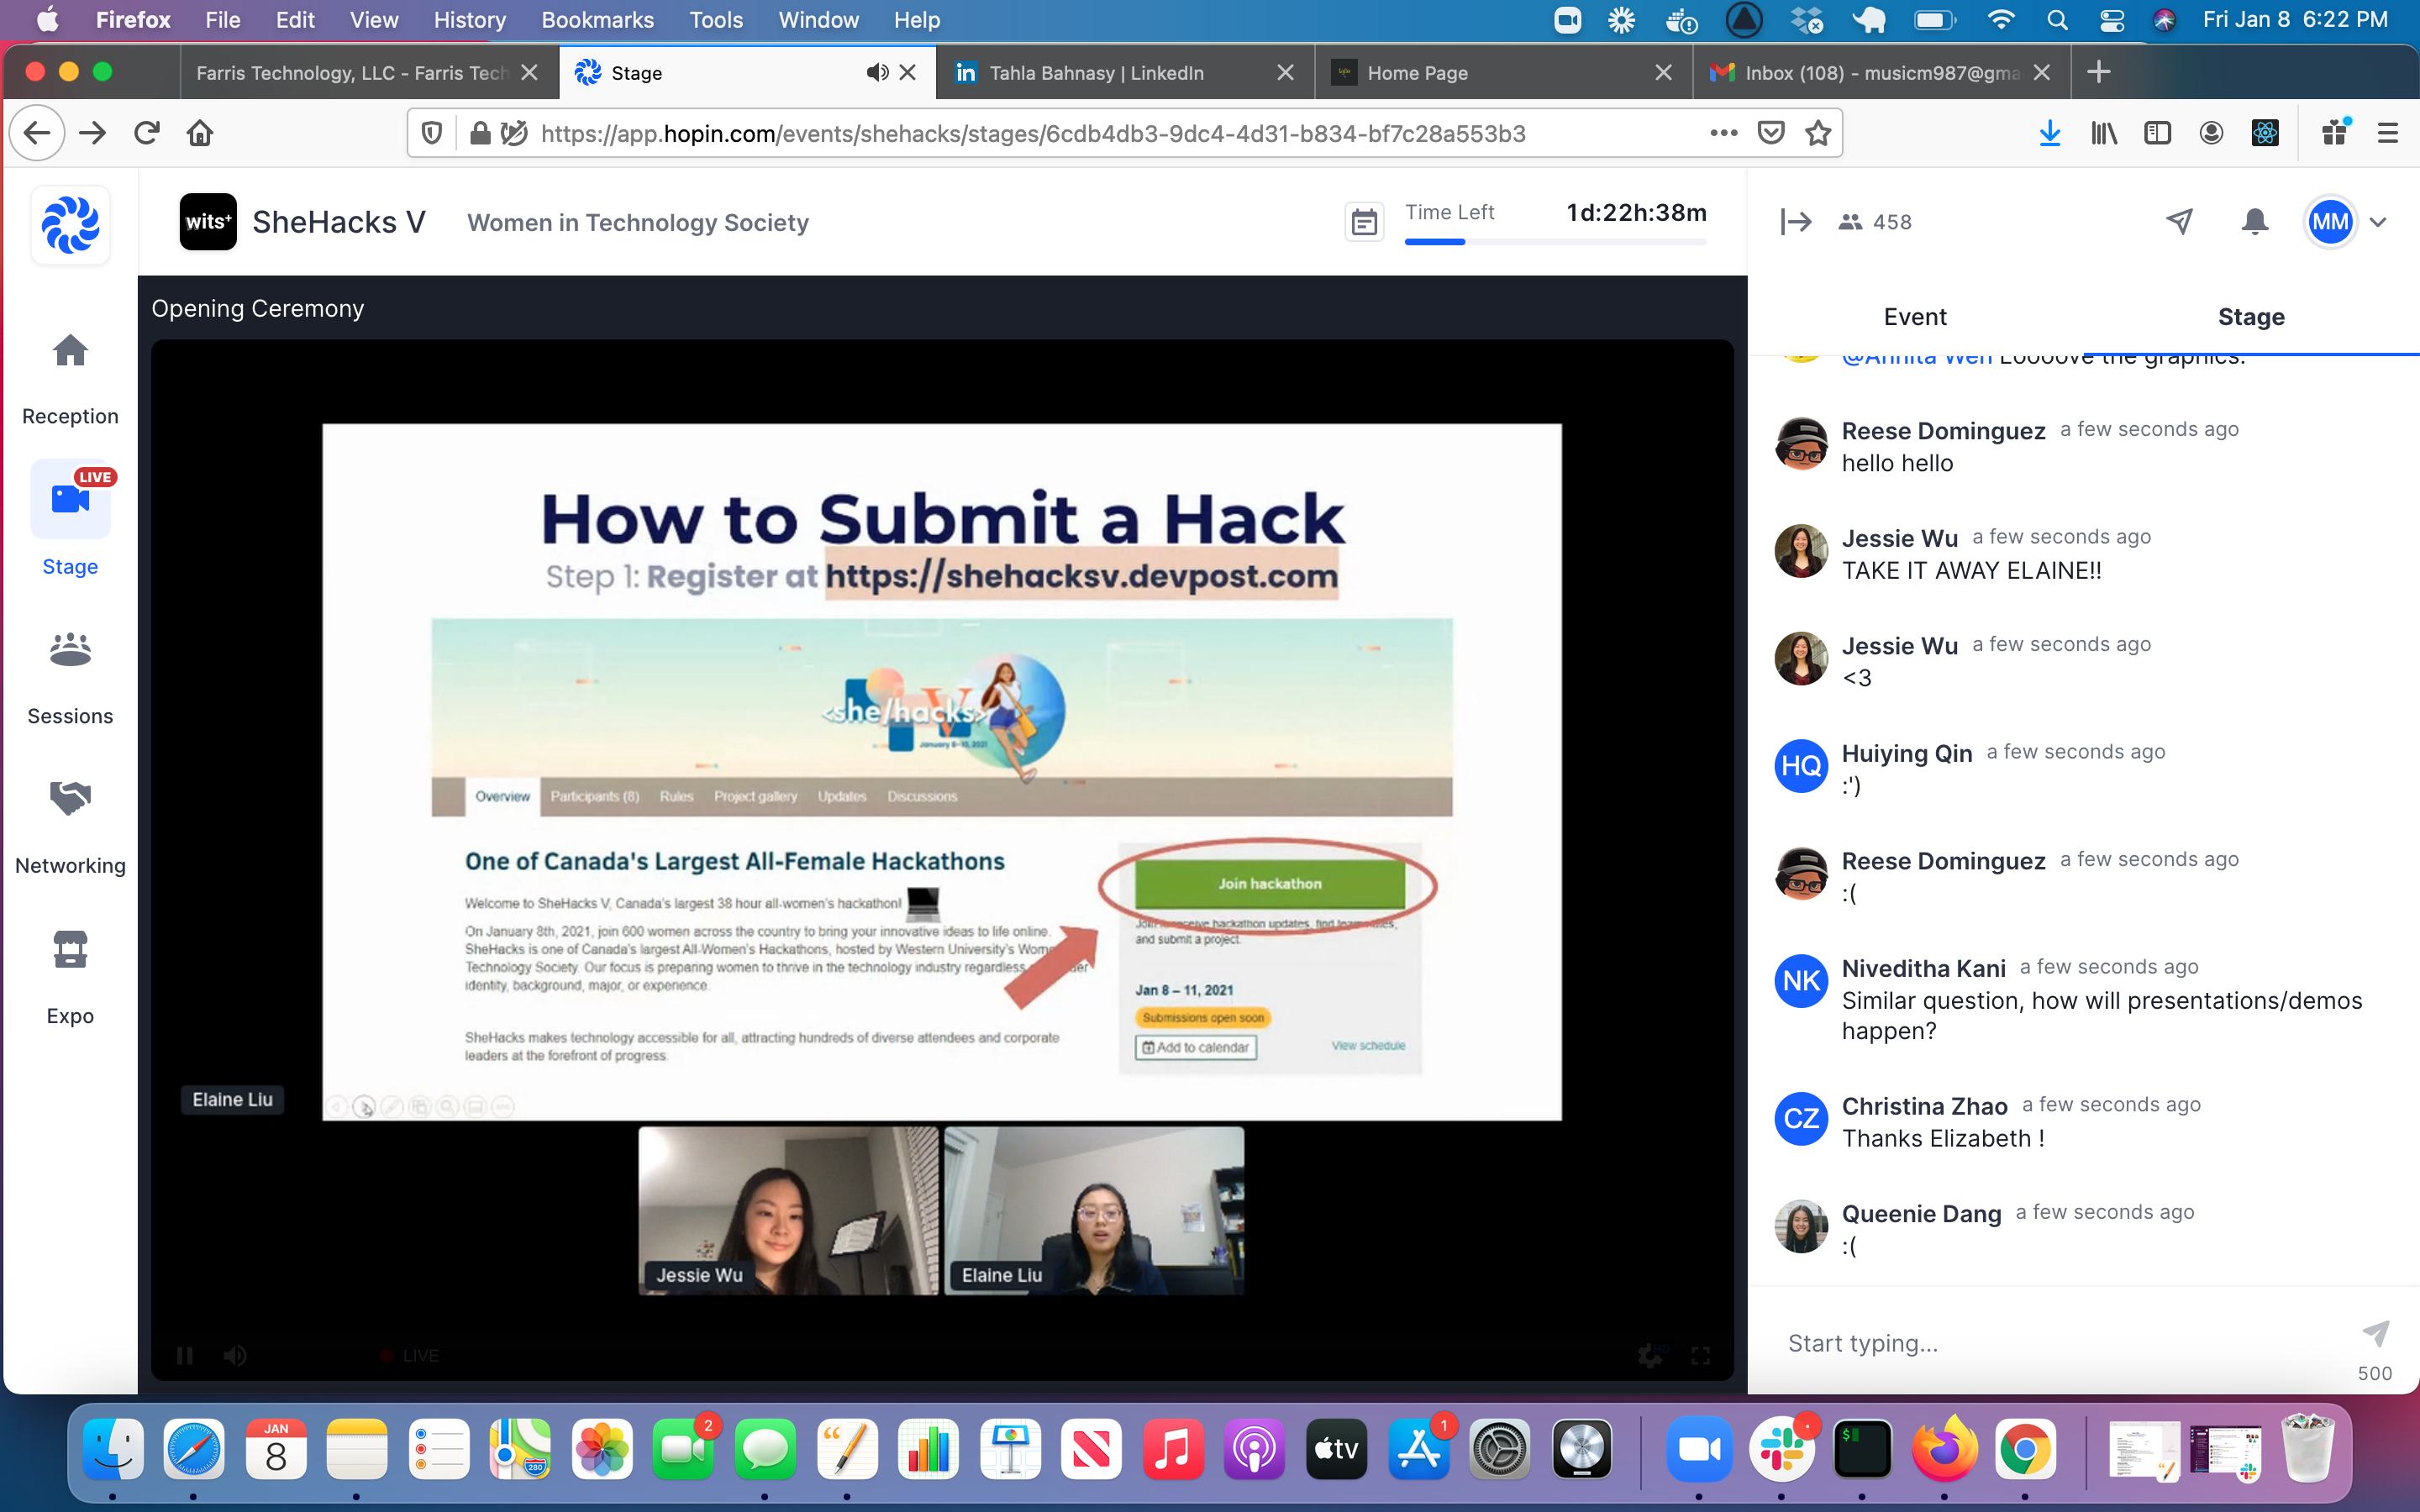 Firefox File Edit View History Bookmarks Tools Window Help Fri Jan 8 6:22 PM
Farris Technology, LLC - Farris Tech Stage Tahla Bahnasy | LinkedIn Home Page Inbox (108) - musicm987@gma
https://app.hopin.com/events/shehacks/stages/6cdb4db3-9dc4-4d31-b834-bf7c28a553b3
wits+ SheHacks V Women in Technology Society Time Left 1d:22h:38m 458 MM
Event Stage
Reception
LIVE
Stage
Sessions
Networking
Expo
Opening Ceremony
How to Submit a Hack
Step 1: Register at https://shehacksv.devpost.com
<she/hacks>
V
January 8-10, 2021
Overview Participants (8) Rules Project gallery Updates Discussions
One of Canada's Largest All-Female Hackathons
Welcome to SheHacks V, Canada's largest 38 hour all-women's hackathon!
On January 8th, 2021, join 600 women across the country to bring your innovative ideas to life online.
SheHacks is one of Canada's largest All-Women's Hackathons, hosted by Western University's
Technology Society. Our focus is preparing women to thrive in the technology industry regardless
identity, background, major, or experience.
SheHacks makes technology accessible for all, attracting hundreds of diverse attendees and corporate
leaders at the forefront of progress.
Join hackathon
hackathon updates, find
and submit a project.
Jan 8 – 11, 2021
Submissions open soon
Add to calendar View schedule
Elaine Liu
Jessie Wu
Elaine Liu
LIVE
HD
@Annita Wen Loooove the graphics.
Reese Dominguez a few seconds ago
hello hello
Jessie Wu a few seconds ago
TAKE IT AWAY ELAINE!!
Jessie Wu a few seconds ago
<3
HQ Huiying Qin a few seconds ago
:')
Reese Dominguez a few seconds ago
:(
NK Niveditha Kani a few seconds ago
Similar question, how will presentations/demos
happen?
CZ Christina Zhao a few seconds ago
Thanks Elizabeth !
Queenie Dang a few seconds ago
:(
Start typing...
500
JAN
8
280
2
tv
1
$